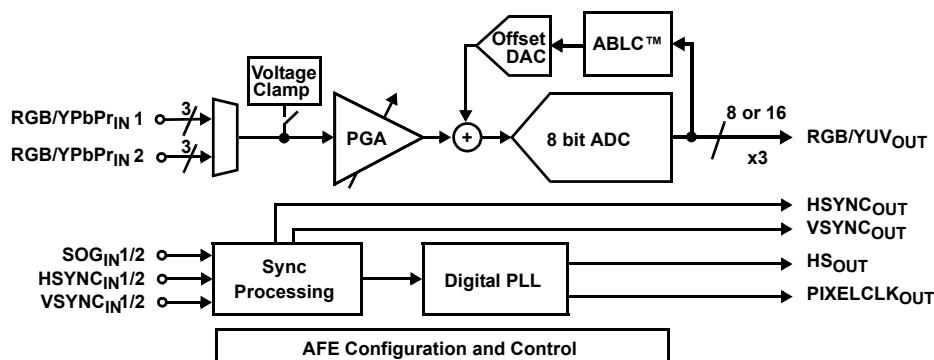 Offset
DAC
ABLC™
Voltage
Clamp
RGB/YPbPrIN 1
3
PGA
+
8 bit ADC
8 or 16
x3
RGB/YUVOUT
RGB/YPbPrIN 2
3
HSYNCOUT
VSYNCOUT
SOGIN1/2
HSYNCIN1/2
VSYNCIN1/2
Sync
Processing
Digital PLL
HSOUT
PIXELCLKOUT
AFE Configuration and Control